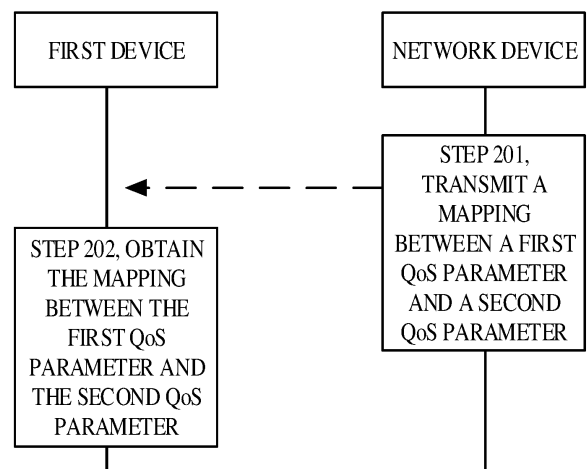 FIRST DEVICE
NETWORK DEVICE
STEP 201,
TRANSMIT A
MAPPING
BETWEEN A FIRST
QoS PARAMETER
AND A SECOND
QoS PARAMETER
STEP 202, OBTAIN
THE MAPPING
BETWEEN THE
FIRST QoS
PARAMETER AND
THE SECOND QoS
PARAMETER